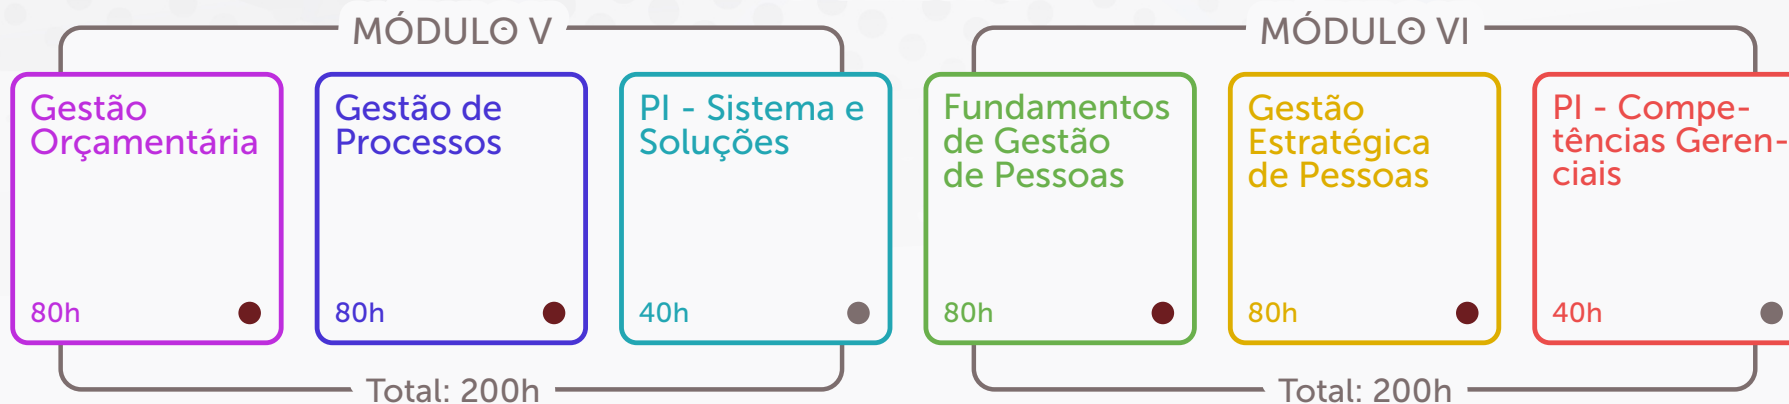 MÓDULO V
Gestão
Orçamentária
80h
Gestão de
Processos
80h
PI - Sistema e
Soluções
40h
Total: 200h
MÓDULO VI
Fundamentos
de Gestão
de Pessoas
80h
Gestão
Estratégica
de Pessoas
80h
PI - Compe-
tências Geren-
ciais
40h
Total: 200h